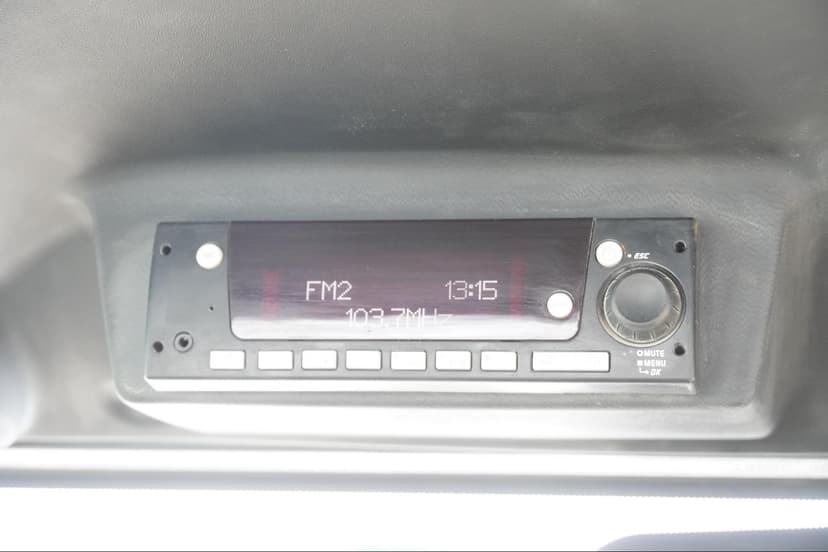 FM2 13:15
103.7MHz
ESC
MUTE
MENU
OK